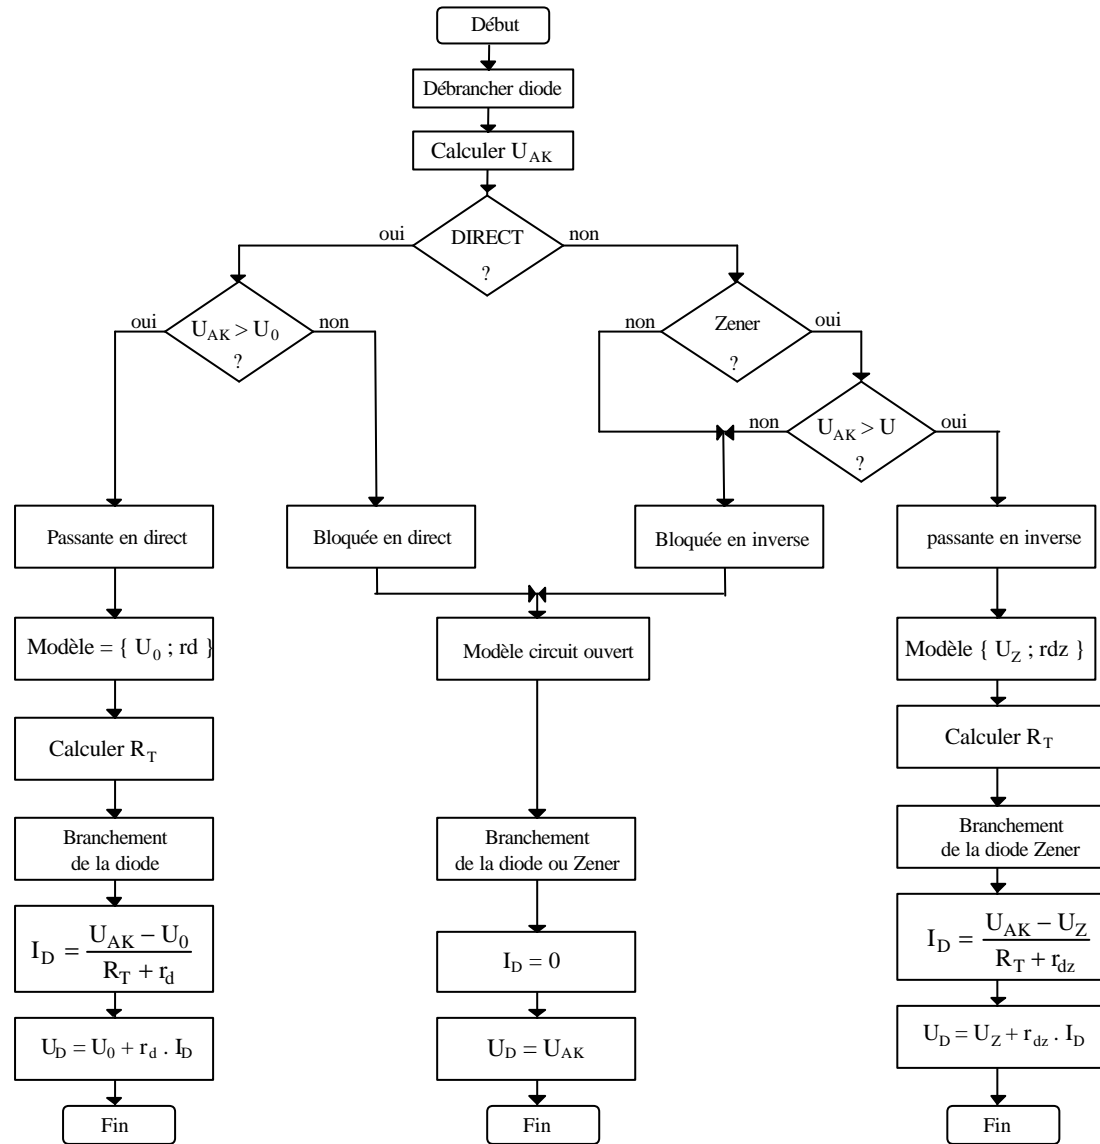 Début
Débrancher diode
Calculer U_AK
oui
DIRECT
non
?
oui
U_AK > U_0
non
?
non
Zener
oui
?
non
U_AK > U
oui
?
Passante en direct
Bloquée en direct
Bloquée en inverse
passante en inverse
Modèle = { U_0 ; rd }
Modèle circuit ouvert
Modèle { U_Z ; rdz }
Calculer R_T
Calculer R_T
Branchement
de la diode
Branchement
de la diode ou Zener
Branchement
de la diode Zener
I_D = (U_AK − U_0) / (R_T + r_d)
I_D = 0
I_D = (U_AK − U_Z) / (R_T + r_dz)
U_D = U_0 + r_d . I_D
U_D = U_AK
U_D = U_Z + r_dz . I_D
Fin
Fin
Fin